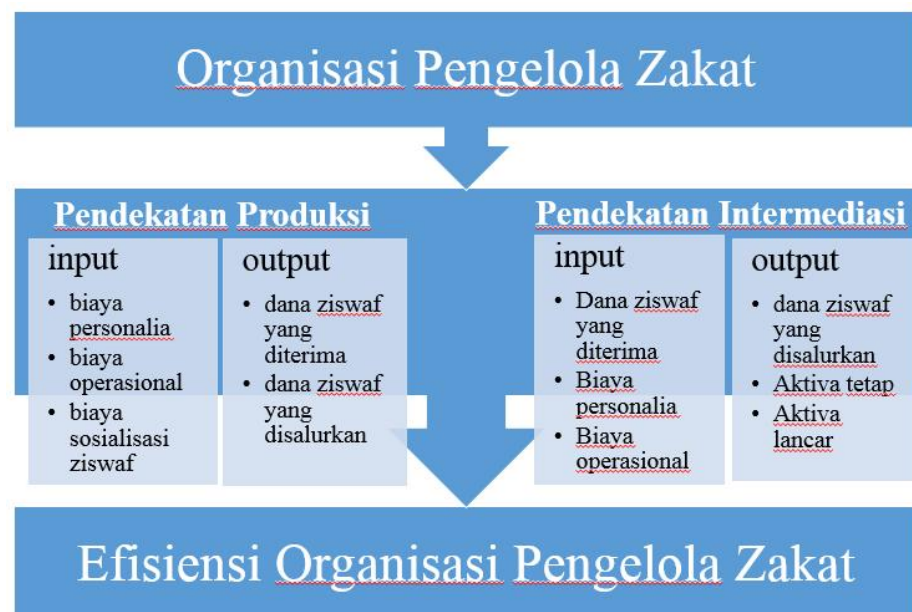 Organisasi Pengelola Zakat
Pendekatan Produksi
input
• biaya
personalia
• biaya
operasional
• biaya
sosialisasi
ziswaf
output
• dana ziswaf
yang
diterima
• dana ziswaf
yang
disalurkan
Pendekatan Intermediasi
input
• Dana ziswaf
yang
diterima
• Biaya
personalia
• Biaya
operasional
output
• dana ziswaf
yang
disalurkan
• Aktiva tetap
• Aktiva
lancar
Efisiensi Organisasi Pengelola Zakat